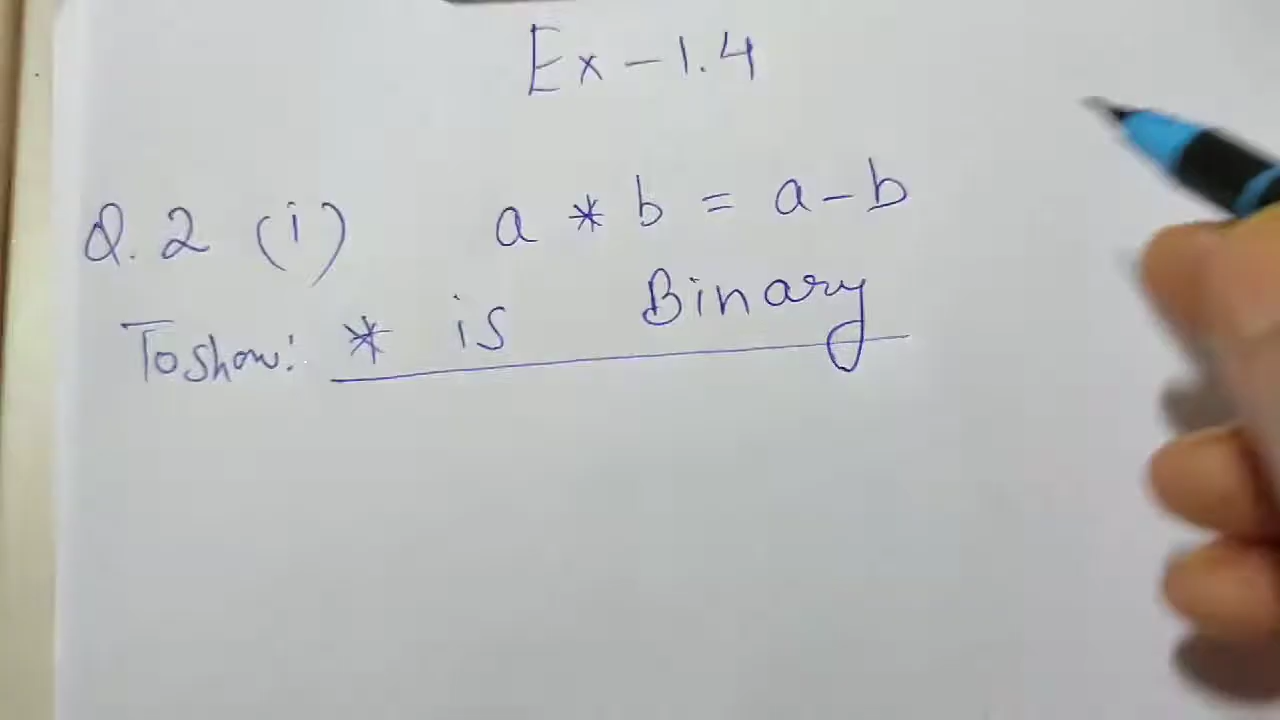 Ex - 1.4
Q. 2 (i) a * b = a - b
To show: * is Binary